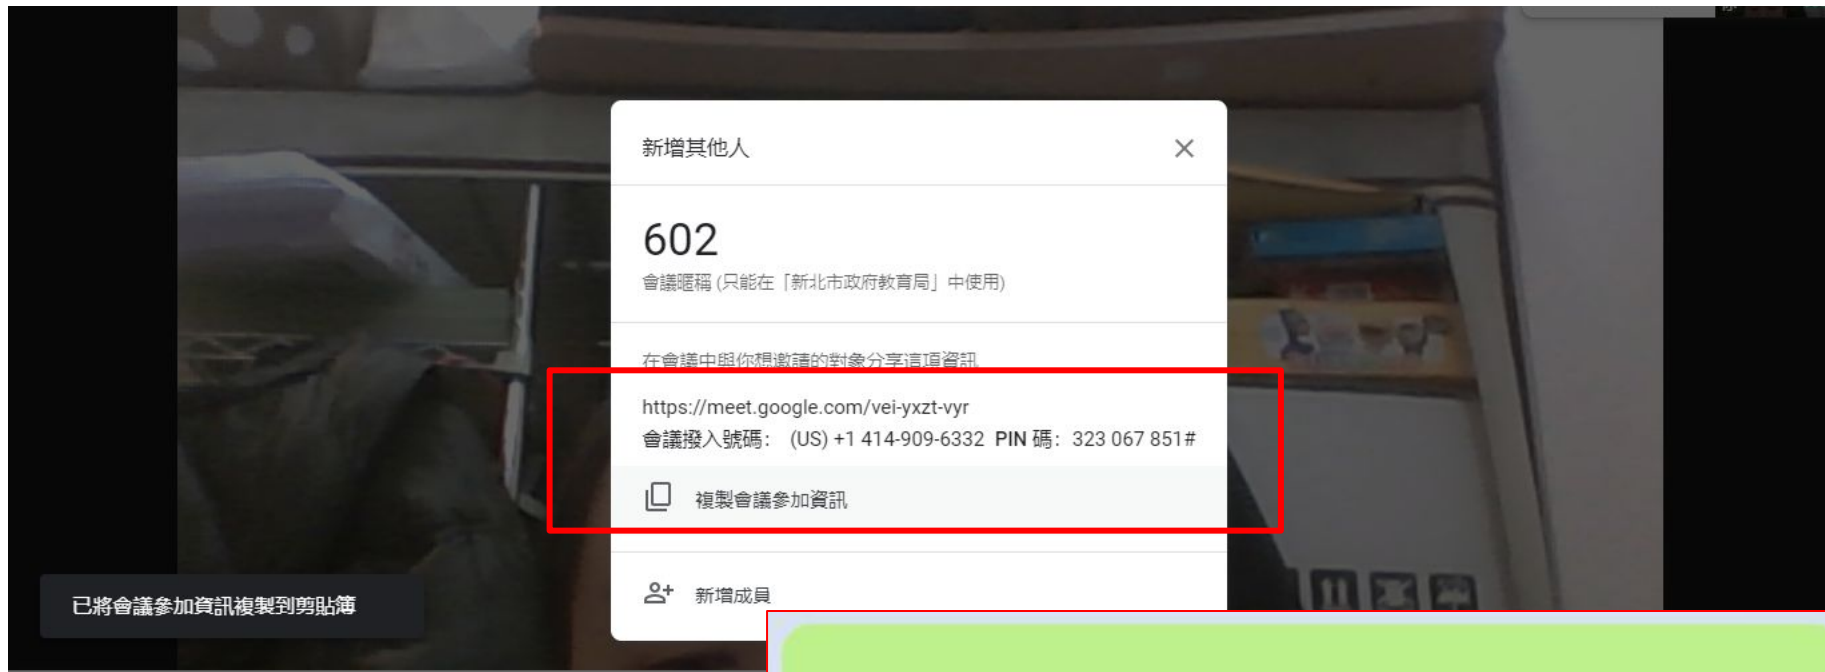 新增其他人
602
會議暱稱 (只能在「新北市政府教育局」中使用)
在會議中與你想邀請的對象分享這項資訊
https://meet.google.com/vei-yxzt-vyr
會議撥入號碼： (US) +1 414-909-6332 PIN 碼：323 067 851#
複製會議參加資訊
新增成員
已將會議參加資訊複製到剪貼簿